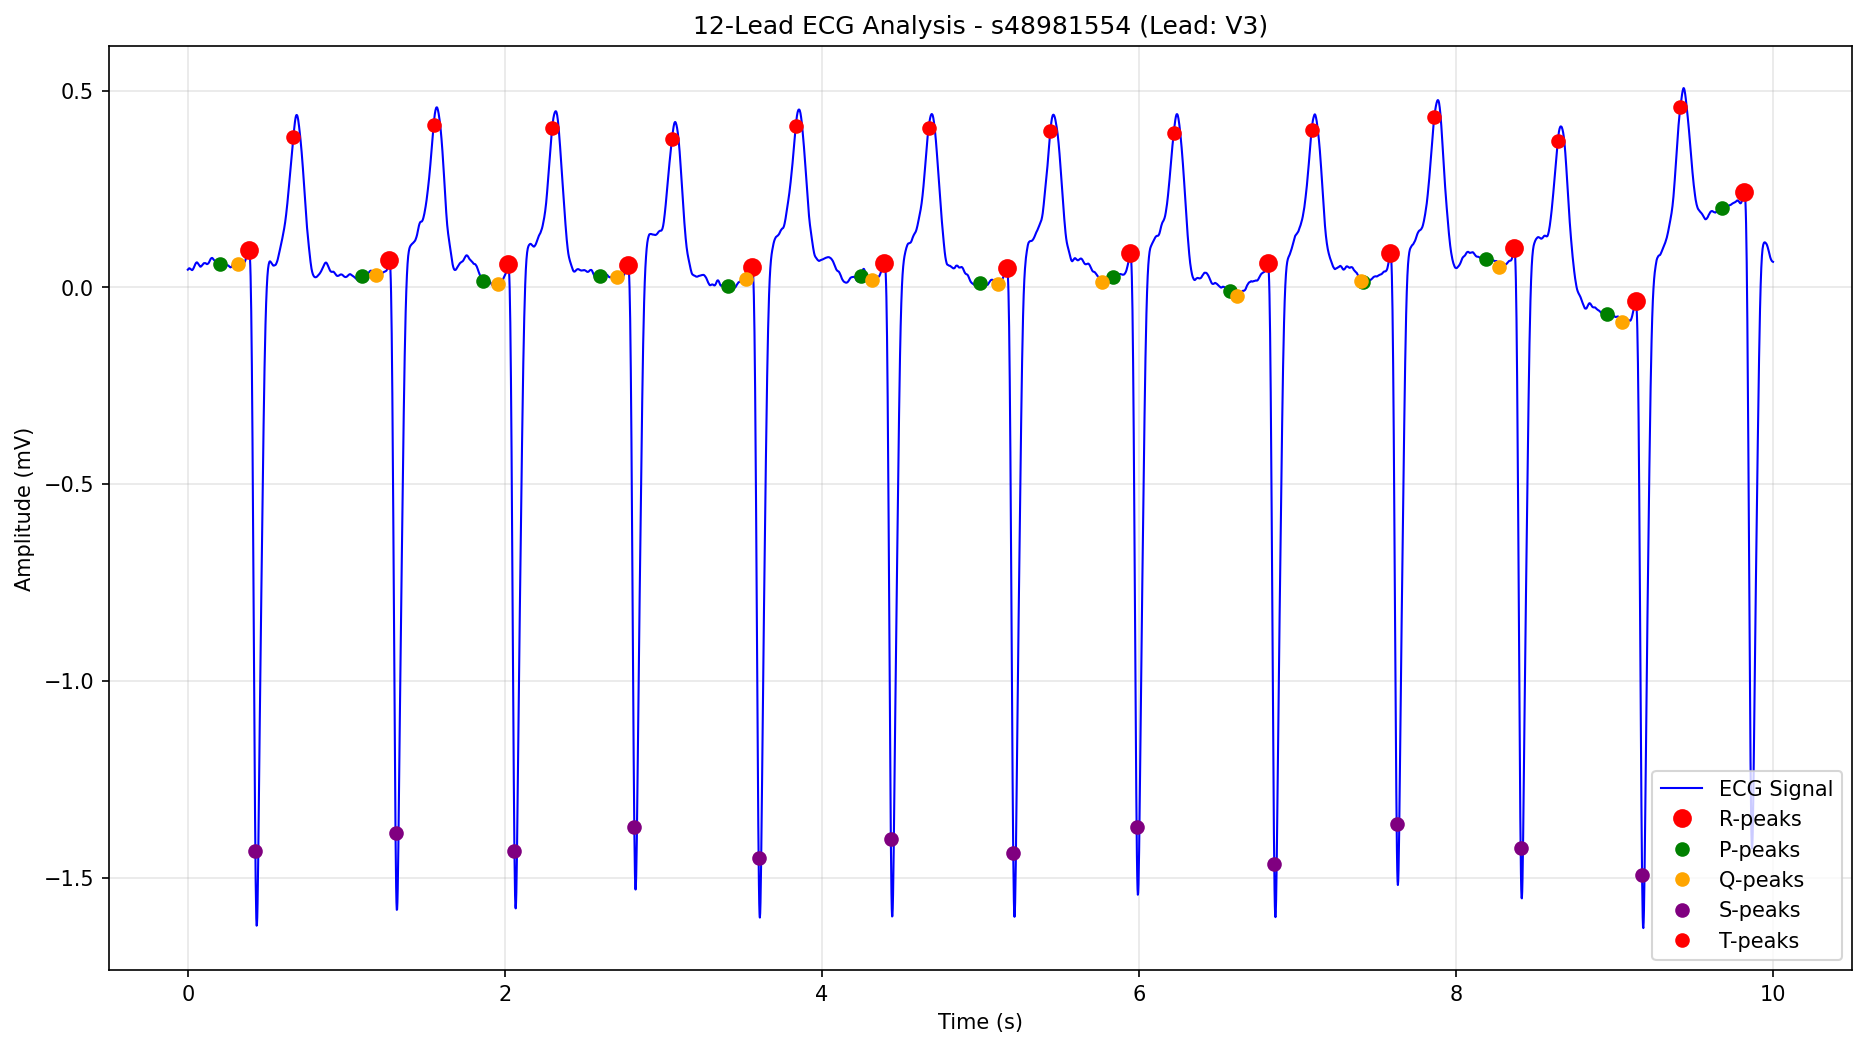 12-Lead ECG Analysis - s48981554 (Lead: V3)
0.5
0.0
−0.5
−1.0
−1.5
Amplitude (mV)
0 2 4 6 8 10
Time (s)
ECG Signal
R-peaks
P-peaks
Q-peaks
S-peaks
T-peaks